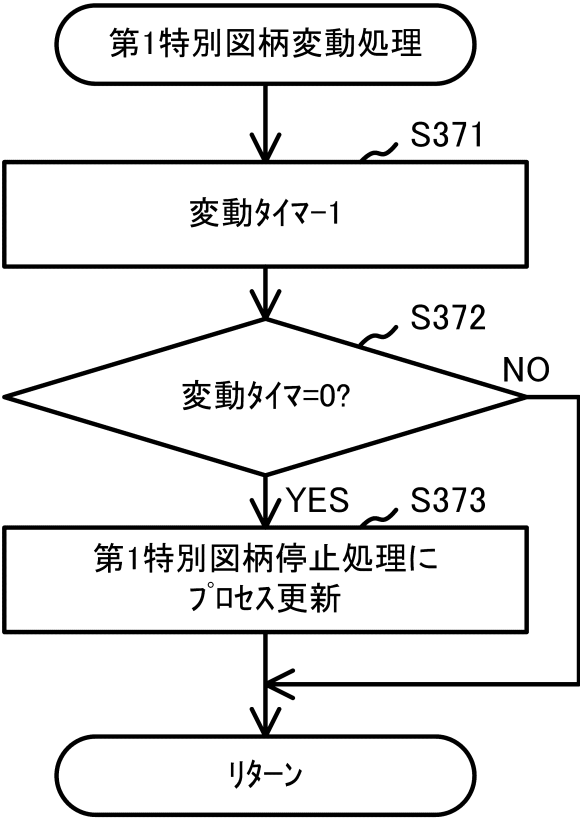 第1特別図柄変動処理
S371
変動タイマ-1
S372
変動タイマ=0?
NO
YES
S373
第1特別図柄停止処理に
プロセス更新
リターン